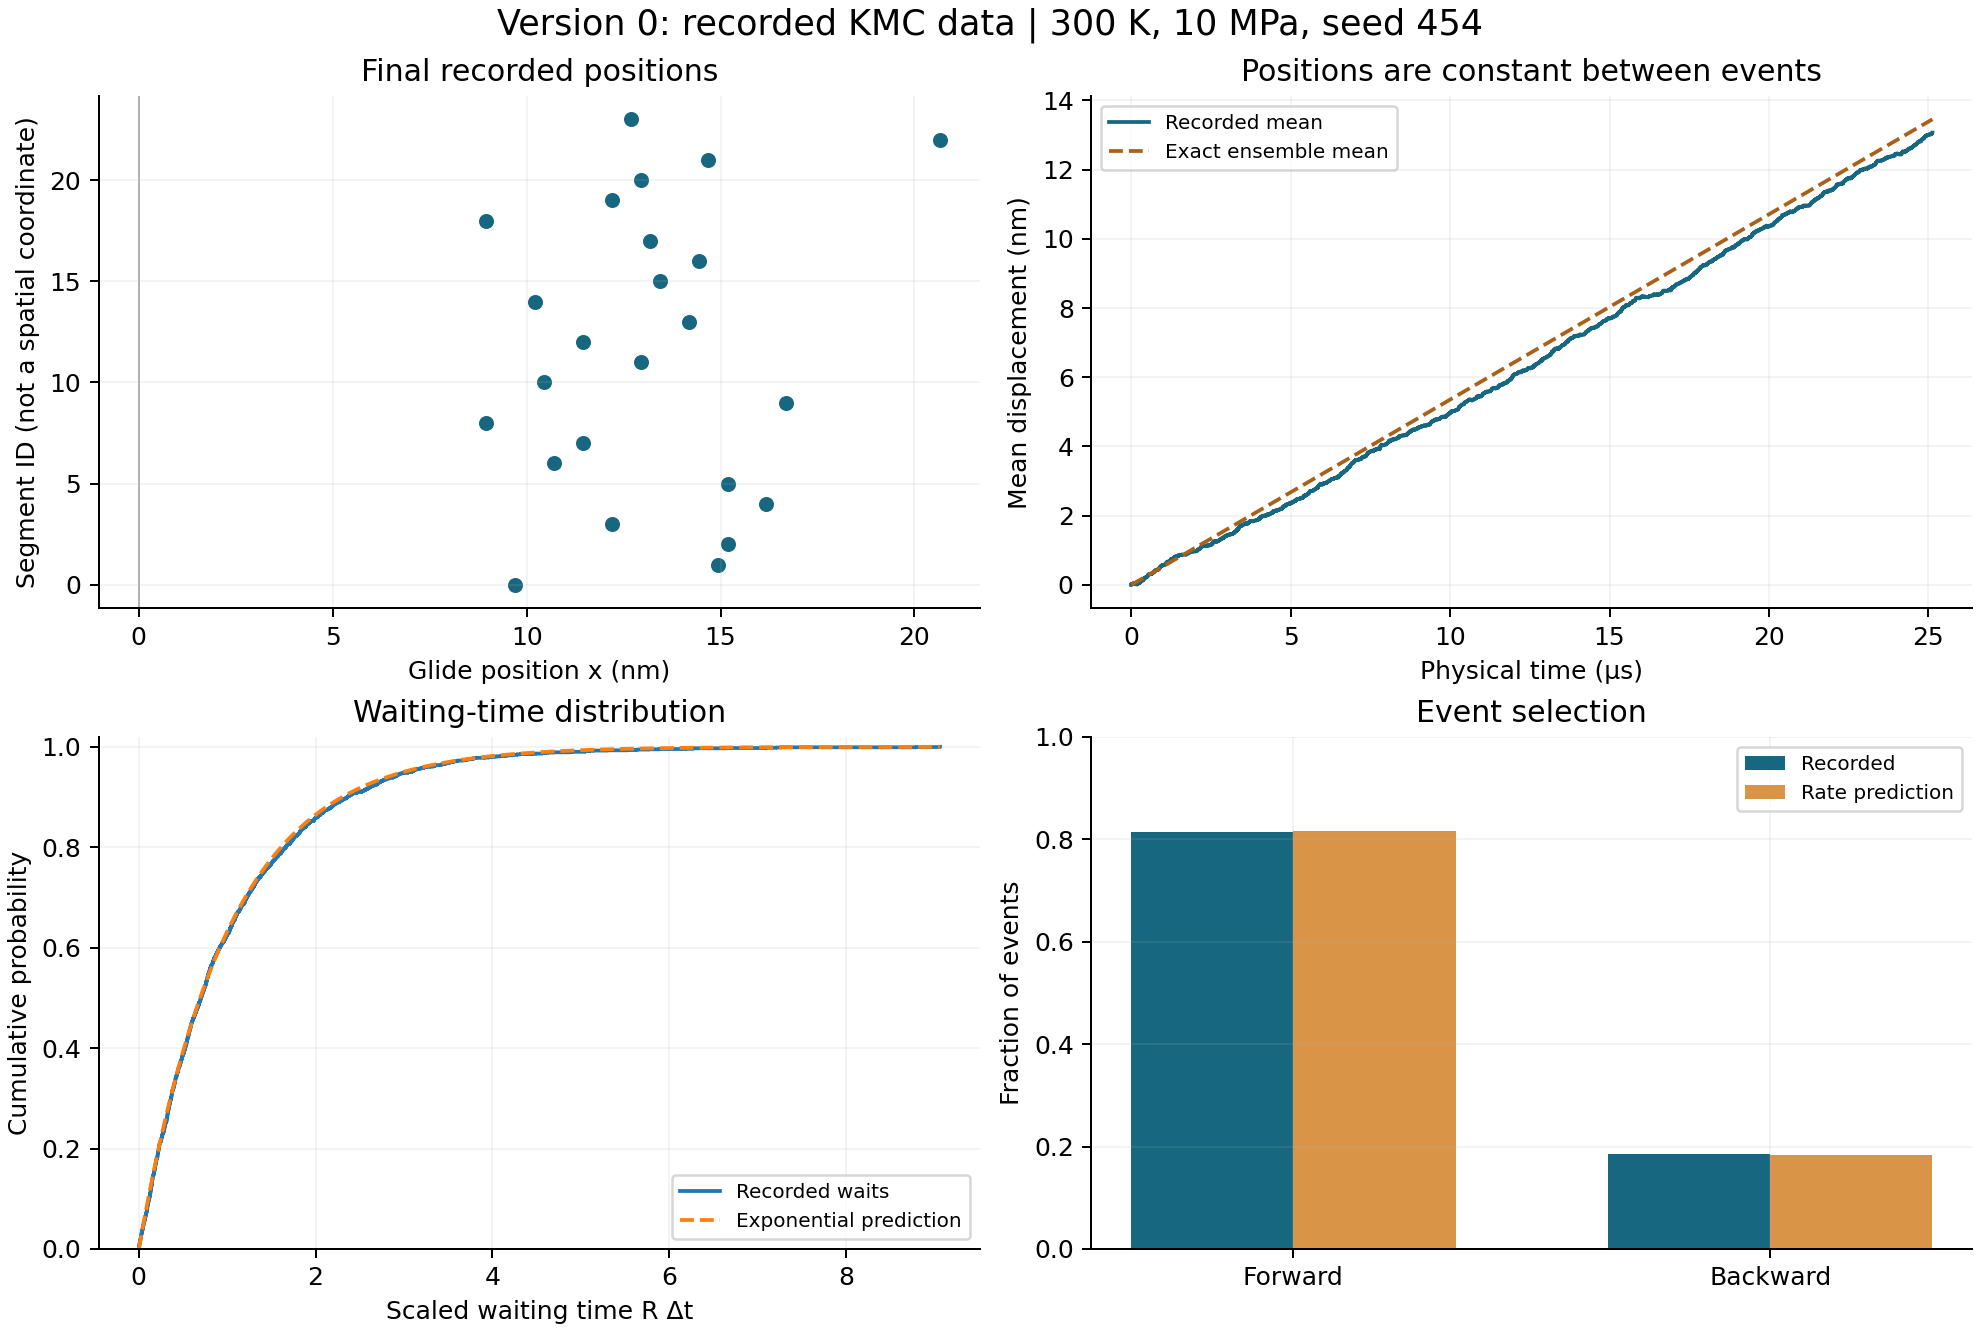 Version 0: recorded KMC data | 300 K, 10 MPa, seed 454
Final recorded positions
Segment ID (not a spatial coordinate)
20
15
10
5
0
0
5
10
15
20
Glide position x (nm)
Positions are constant between events
Recorded mean
Exact ensemble mean
Mean displacement (nm)
14
12
10
8
6
4
2
0
0
5
10
15
20
25
Physical time (µs)
Waiting-time distribution
Cumulative probability
1.0
0.8
0.6
0.4
0.2
0.0
Recorded waits
Exponential prediction
0
2
4
6
8
Scaled waiting time R Δt
Event selection
Recorded
Rate prediction
Fraction of events
1.0
0.8
0.6
0.4
0.2
0.0
Forward
Backward